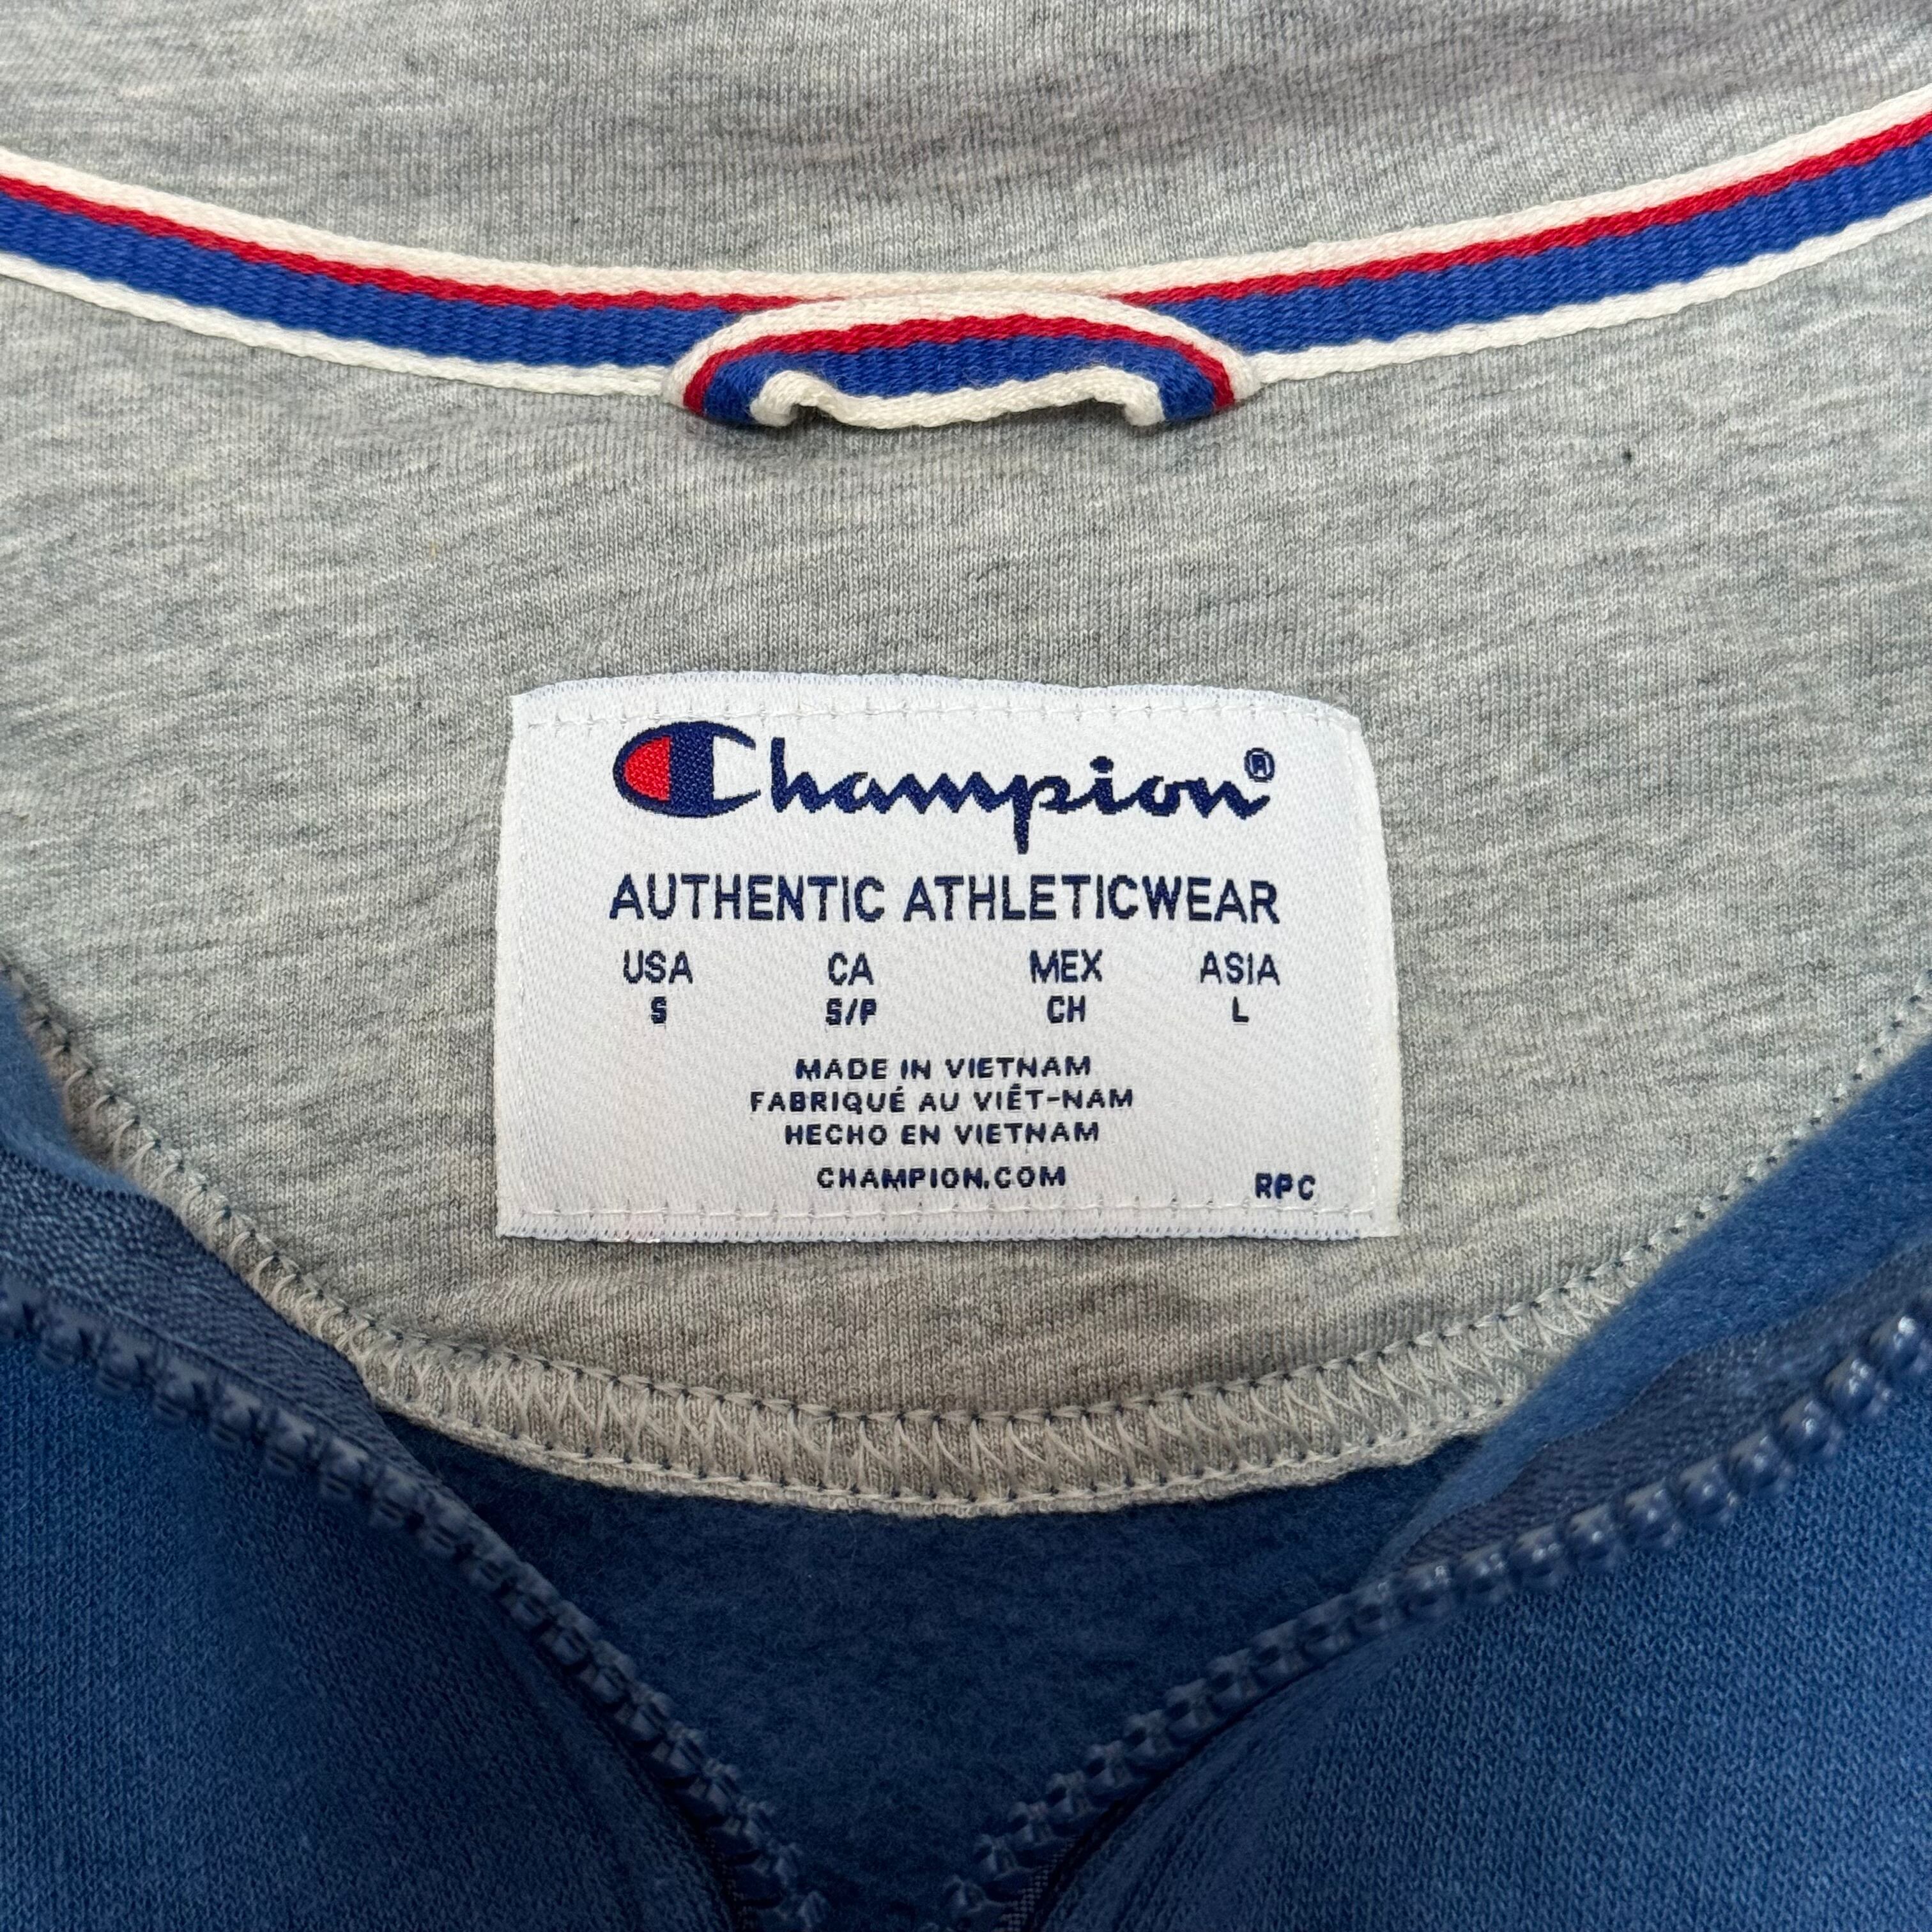 Champion®
AUTHENTIC ATHLETICWEAR
USA CA MEX ASIA
S S/P CH L
MADE IN VIETNAM
FABRIQUÉ AU VIÊT-NAM
HECHO EN VIETNAM
CHAMPION.COM RPC